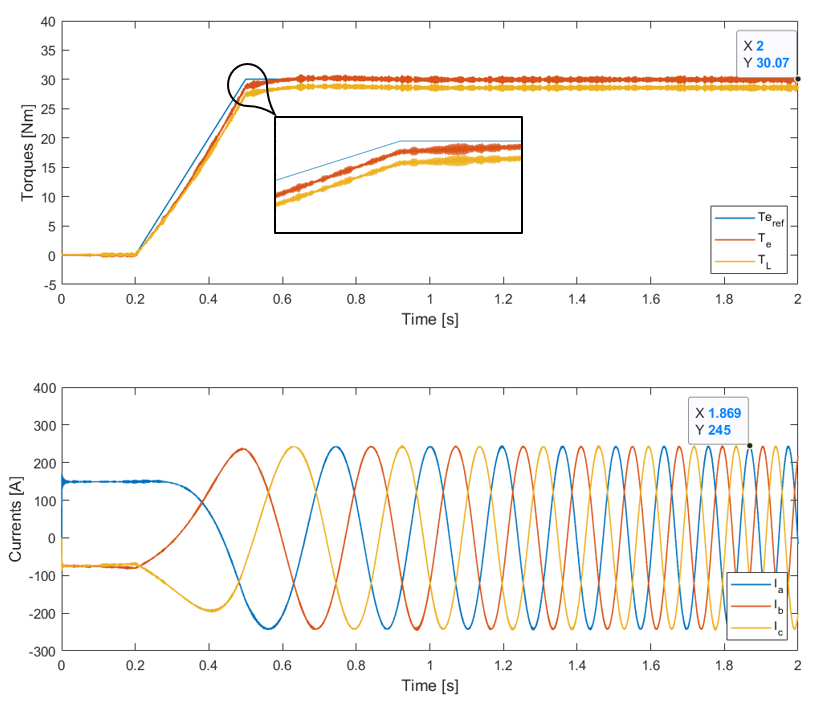 40
35
30
25
20
15
10
5
0
-5
Torques [Nm]
X 2
Y 30.07
Te_ref
T_e
T_L
0 0.2 0.4 0.6 0.8 1 1.2 1.4 1.6 1.8 2
Time [s]
400
300
200
100
0
-100
-200
-300
Currents [A]
X 1.869
Y 245
I_a
I_b
I_c
0 0.2 0.4 0.6 0.8 1 1.2 1.4 1.6 1.8 2
Time [s]